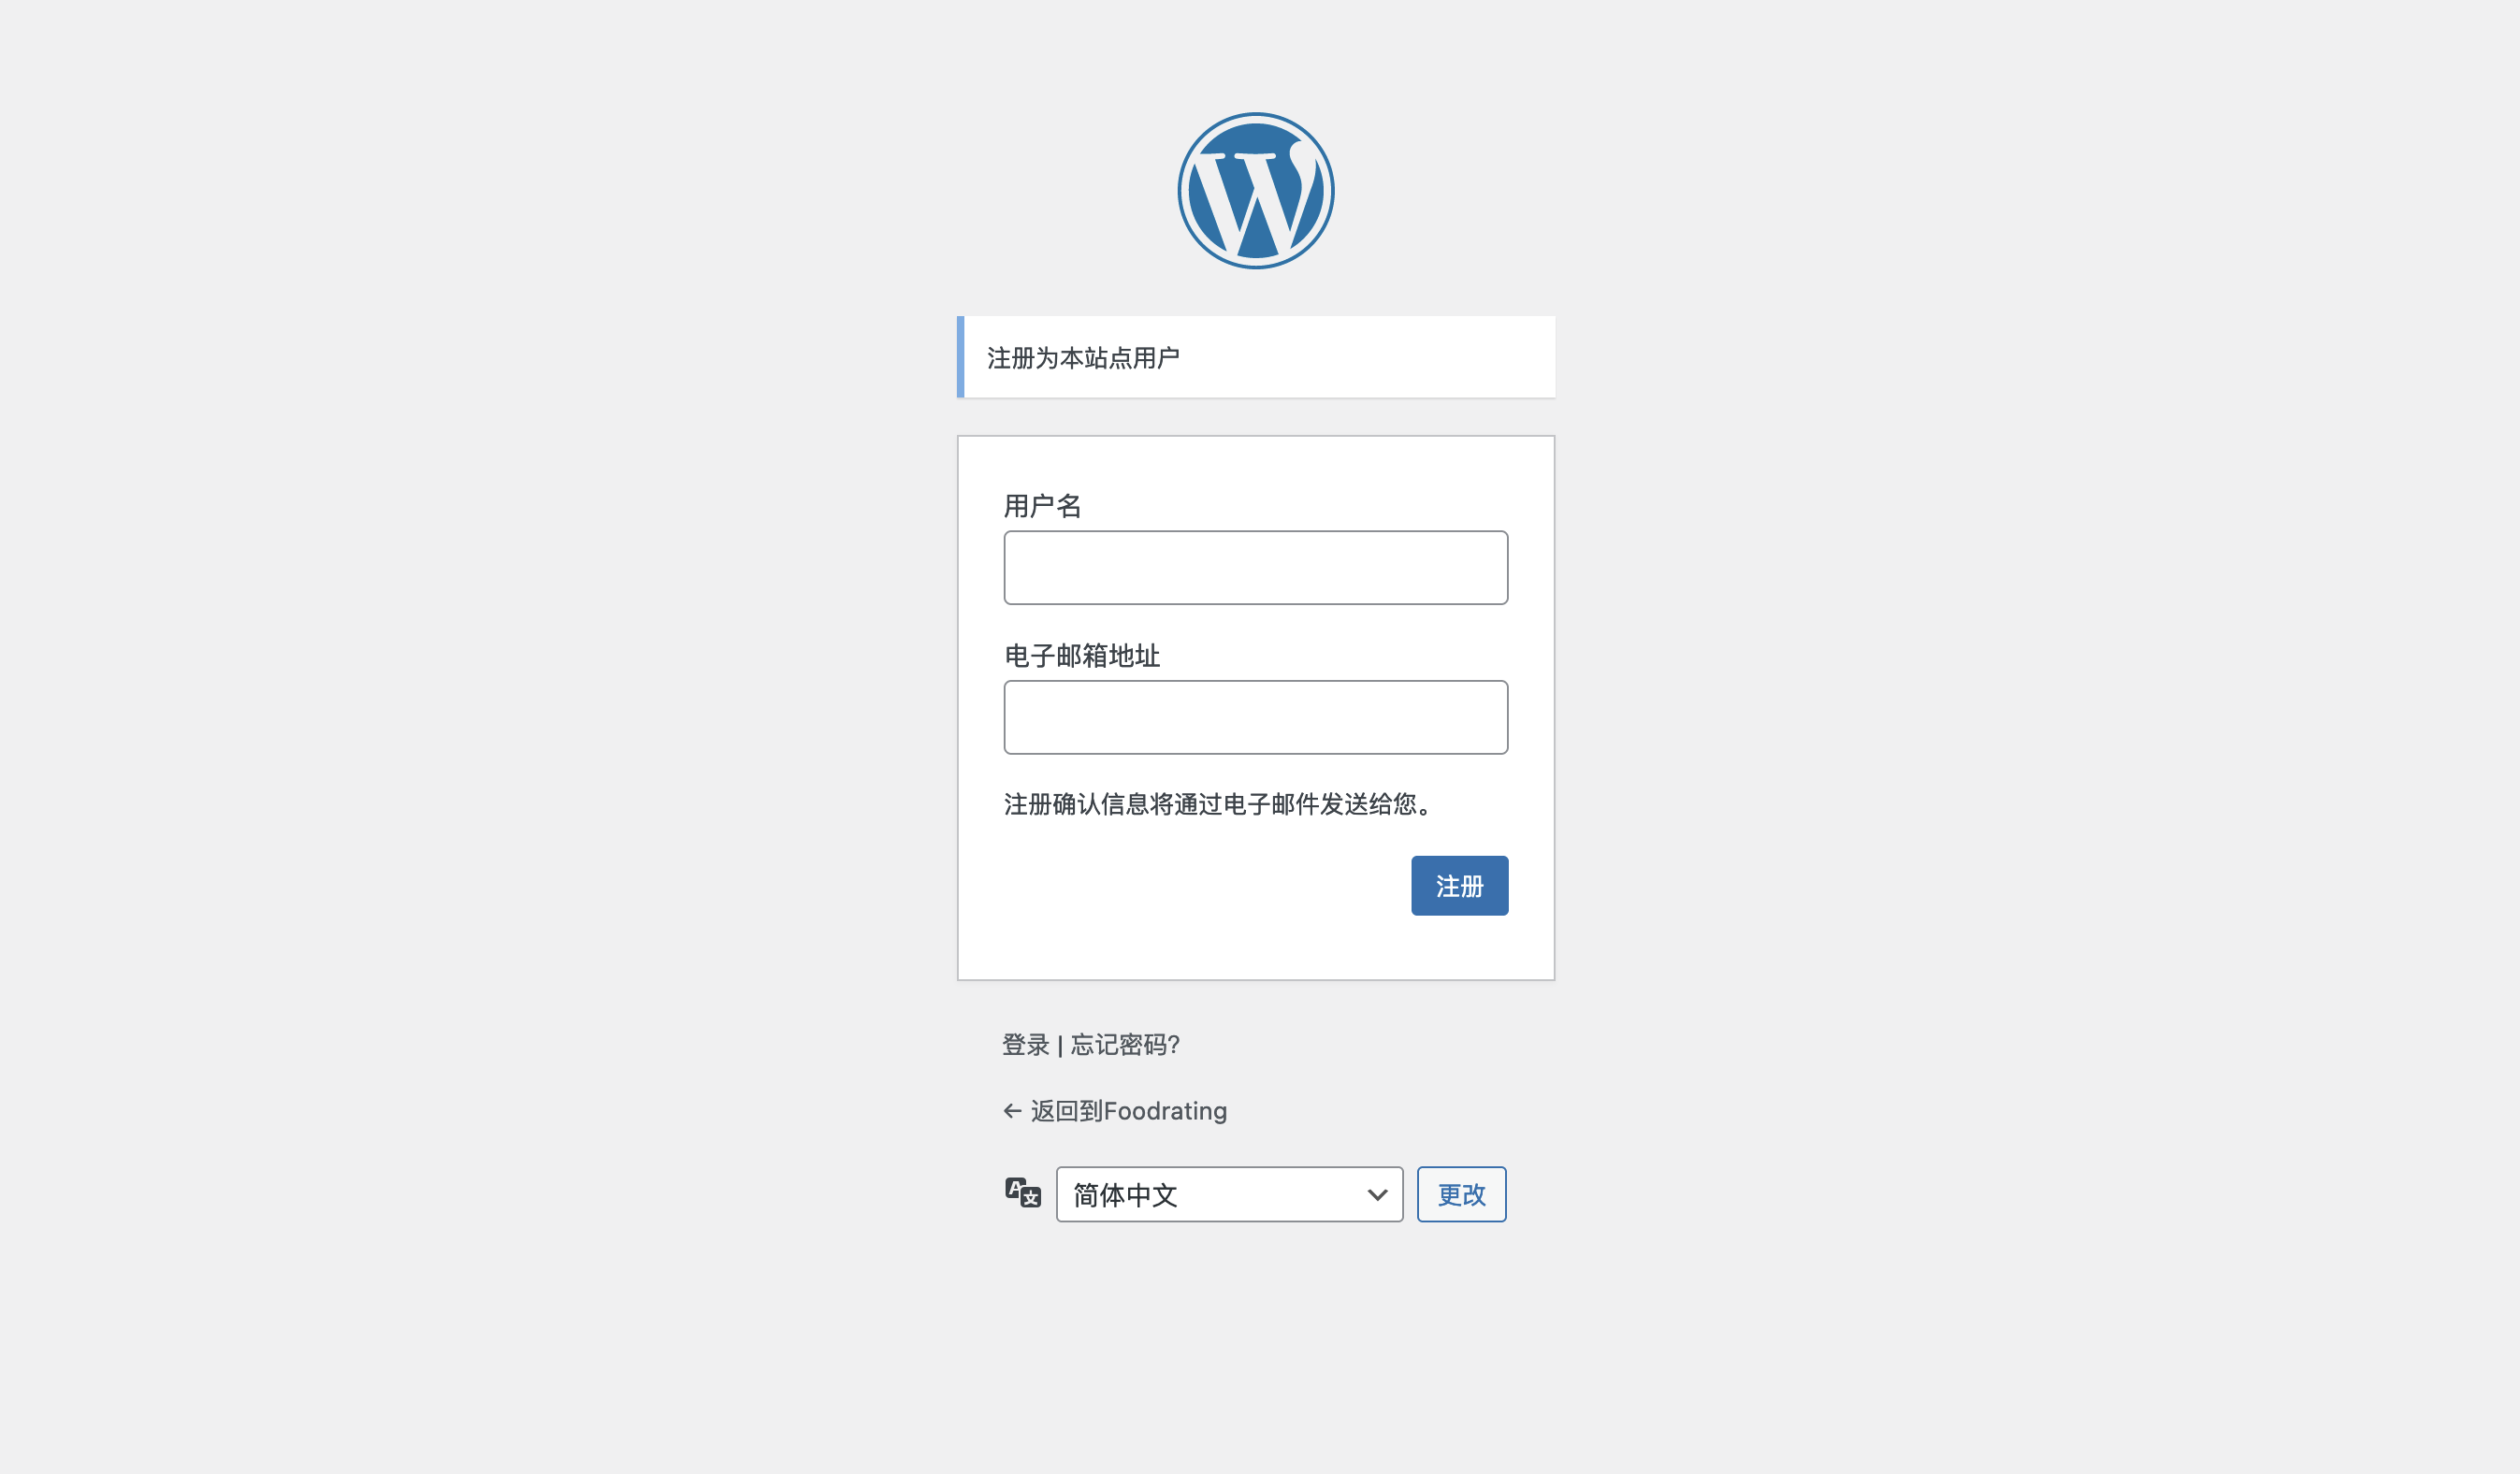 注册为本站点用户
用户名
电子邮箱地址
注册确认信息将通过电子邮件发送给您。
注册
登录 | 忘记密码?
← 返回到Foodrating
简体中文
更改